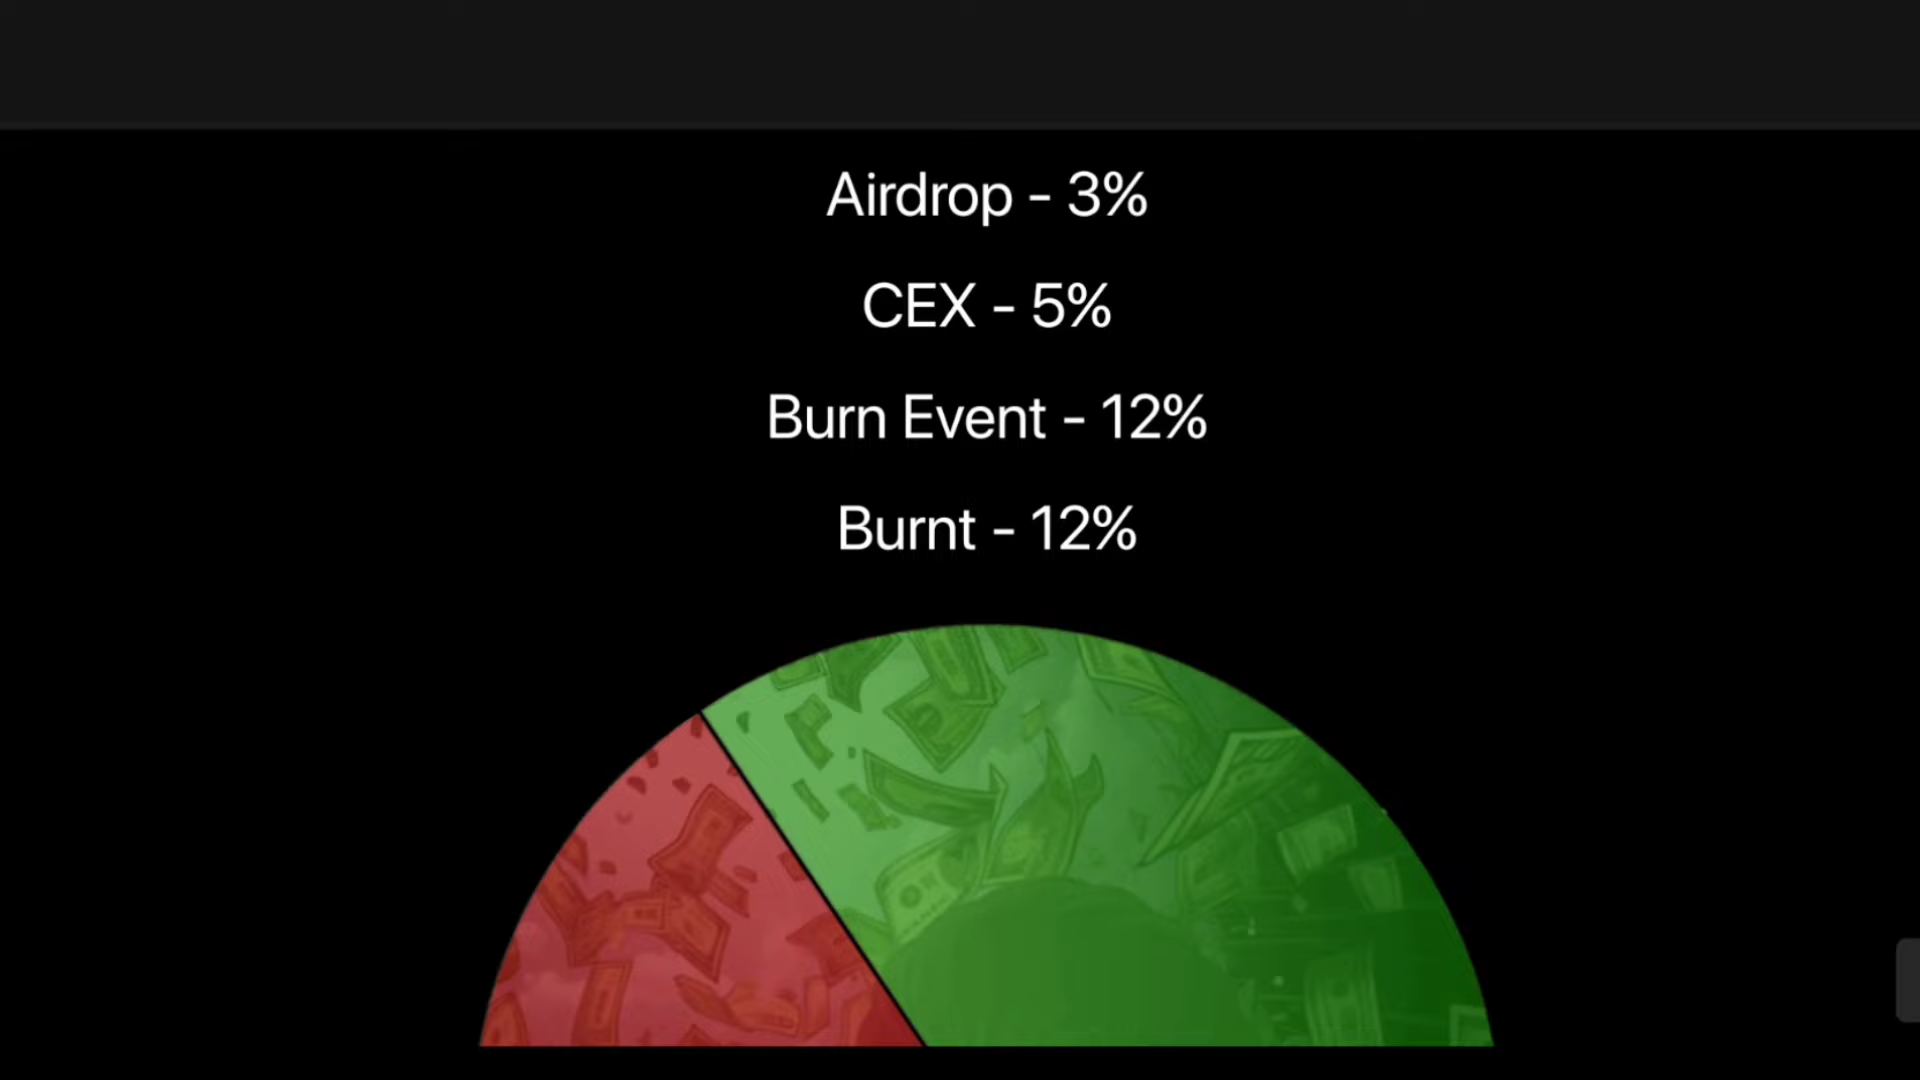 Airdrop - 3%
CEX - 5%
Burn Event - 12%
Burnt - 12%